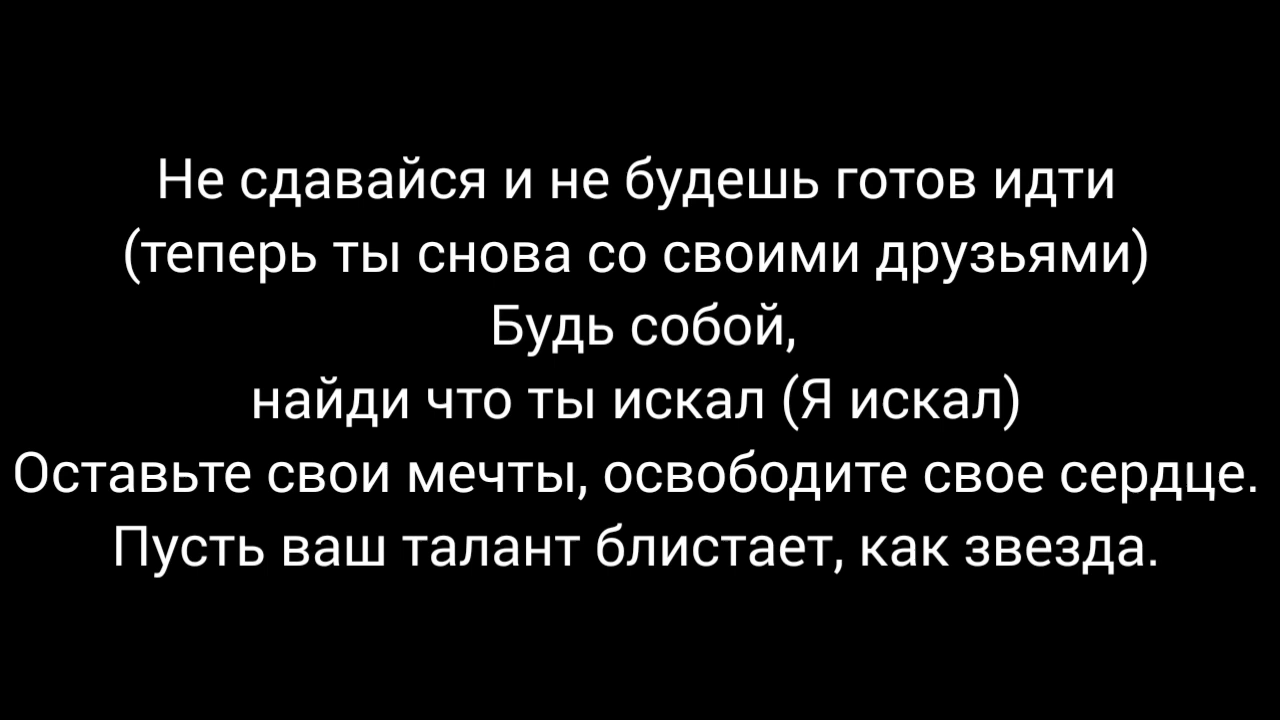 Не сдавайся и не будешь готов идти
(теперь ты снова со своими друзьями)
Будь собой,
найди что ты искал (Я искал)
Оставьте свои мечты, освободите свое сердце.
Пусть ваш талант блистает, как звезда.